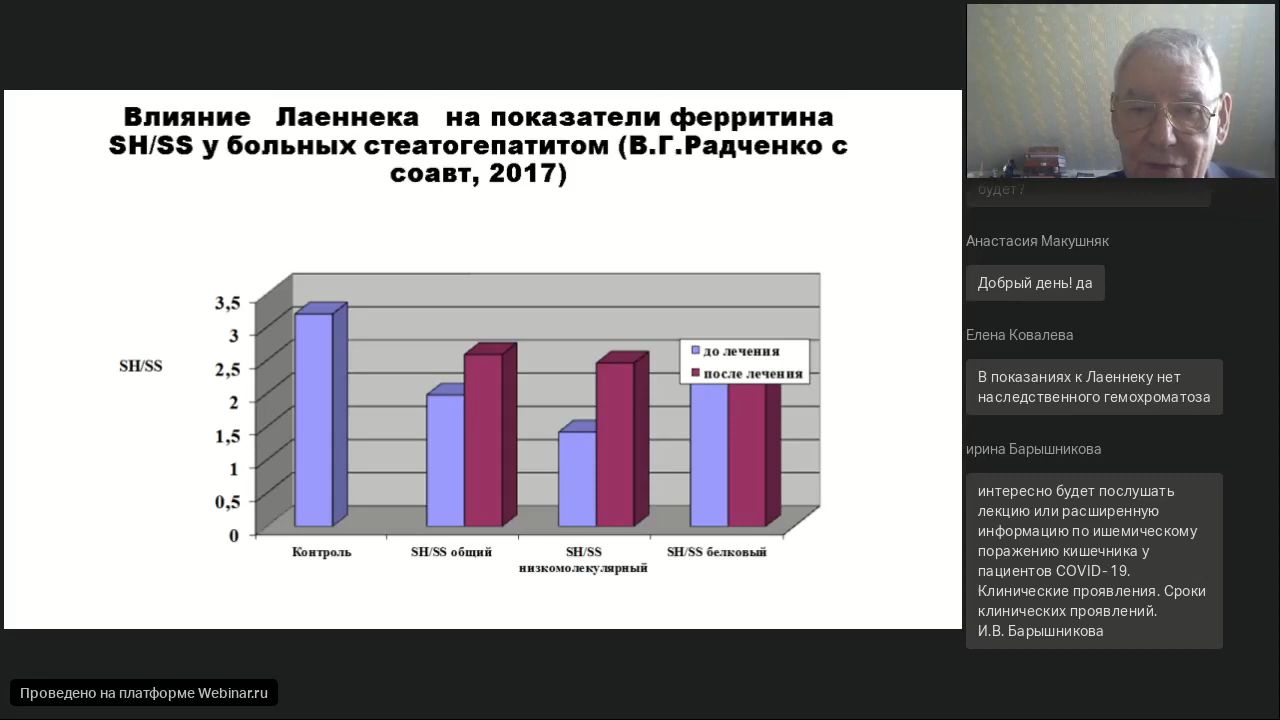 Влияние Лаеннека на показатели ферритина
SH/SS у больных стеатогепатитом (В.Г.Радченко с
соавт, 2017)
3,5
3
2,5
2
1,5
1
0,5
0
SH/SS
до лечения
после лечения
Контроль
SH/SS общий
SH/SS
низкомолекулярный
SH/SS белковый
будет?
Анастасия Макушняк
Добрый день! да
Елена Ковалева
В показаниях к Лаеннеку нет
наследственного гемохроматоза
ирина Барышникова
интересно будет послушать
лекцию или расширенную
информацию по ишемическому
поражению кишечника у
пациентов COVID- 19.
Клинические проявления. Сроки
клинических проявлений.
И.В. Барышникова
Проведено на платформе Webinar.ru